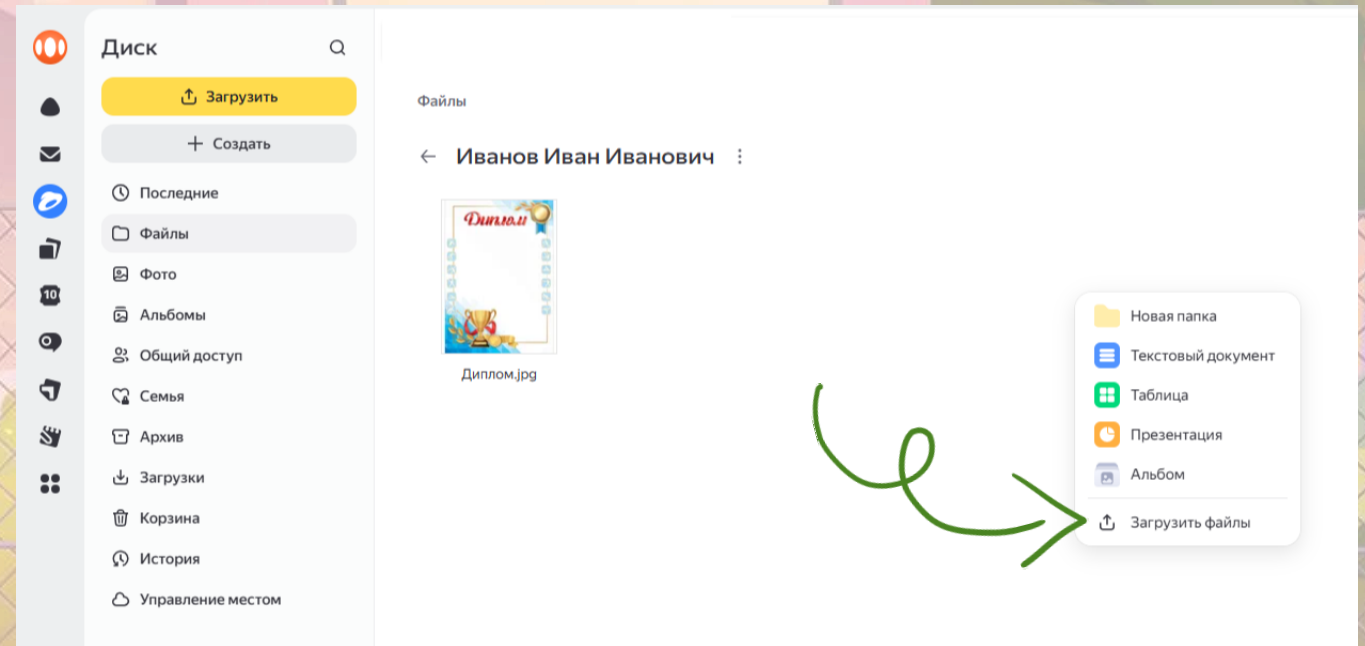 Диск
Загрузить
Создать
Последние
Файлы
Фото
Альбомы
Общий доступ
Семья
Архив
Загрузки
Корзина
История
Управление местом
10
Файлы
Иванов Иван Иванович
Диплом
Диплом.jpg
Новая папка
Текстовый документ
Таблица
Презентация
Альбом
Загрузить файлы